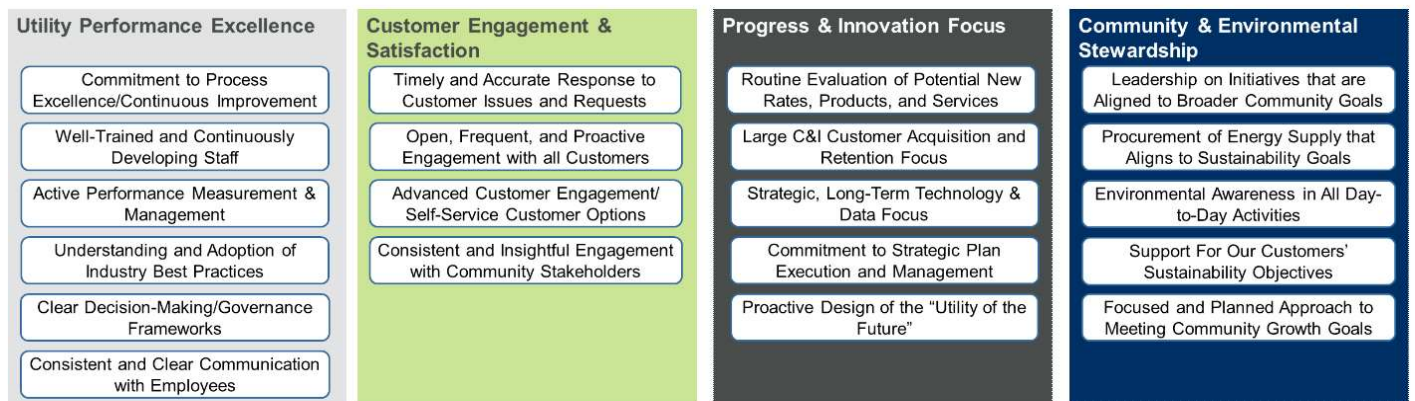 Utility Performance Excellence
Commitment to Process
Excellence/Continuous Improvement
Well-Trained and Continuously
Developing Staff
Active Performance Measurement &
Management
Understanding and Adoption of
Industry Best Practices
Clear Decision-Making/Governance
Frameworks
Consistent and Clear Communication
with Employees
Customer Engagement &
Satisfaction
Timely and Accurate Response to
Customer Issues and Requests
Open, Frequent, and Proactive
Engagement with all Customers
Advanced Customer Engagement/
Self-Service Customer Options
Consistent and Insightful Engagement
with Community Stakeholders
Progress & Innovation Focus
Routine Evaluation of Potential New
Rates, Products, and Services
Large C&I Customer Acquisition and
Retention Focus
Strategic, Long-Term Technology &
Data Focus
Commitment to Strategic Plan
Execution and Management
Proactive Design of the “Utility of the
Future”
Community & Environmental
Stewardship
Leadership on Initiatives that are
Aligned to Broader Community Goals
Procurement of Energy Supply that
Aligns to Sustainability Goals
Environmental Awareness in All Day-
to-Day Activities
Support For Our Customers’
Sustainability Objectives
Focused and Planned Approach to
Meeting Community Growth Goals